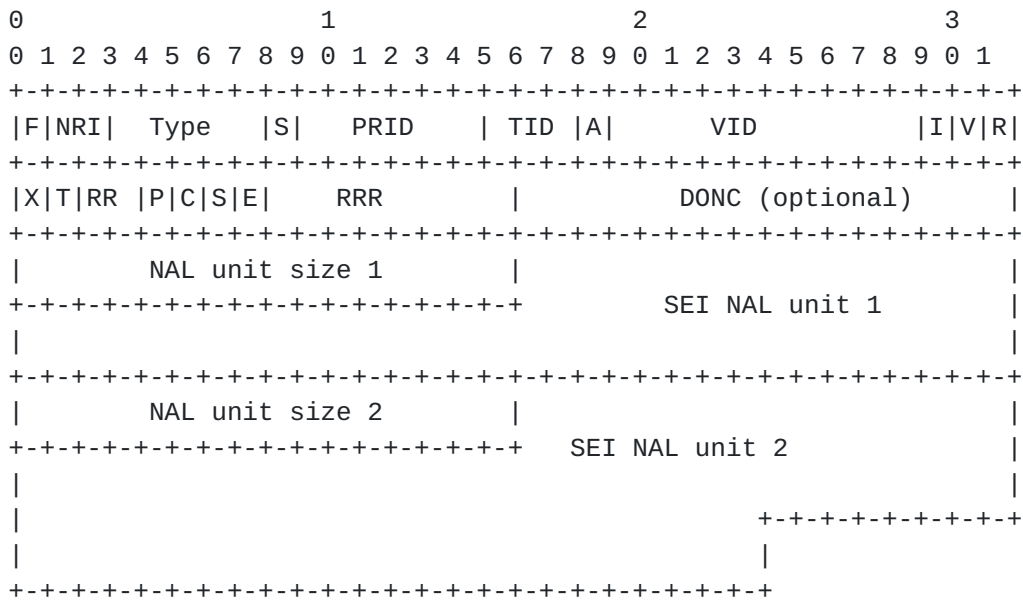 0                   1                   2                   3
0 1 2 3 4 5 6 7 8 9 0 1 2 3 4 5 6 7 8 9 0 1 2 3 4 5 6 7 8 9 0 1
+-+-+-+-+-+-+-+-+-+-+-+-+-+-+-+-+-+-+-+-+-+-+-+-+-+-+-+-+-+-+-+-+
|F|NRI|  Type   |S|   PRID    | TID |A|      VID          |I|V|R|
+-+-+-+-+-+-+-+-+-+-+-+-+-+-+-+-+-+-+-+-+-+-+-+-+-+-+-+-+-+-+-+-+
|X|T|RR |P|C|S|E|    RRR        |          DONC (optional)      |
+-+-+-+-+-+-+-+-+-+-+-+-+-+-+-+-+-+-+-+-+-+-+-+-+-+-+-+-+-+-+-+-+
|        NAL unit size 1        |                               |
+-+-+-+-+-+-+-+-+-+-+-+-+-+-+-+-+         SEI NAL unit 1        |
|                                                               |
+-+-+-+-+-+-+-+-+-+-+-+-+-+-+-+-+-+-+-+-+-+-+-+-+-+-+-+-+-+-+-+-+
|        NAL unit size 2        |                               |
+-+-+-+-+-+-+-+-+-+-+-+-+-+-+-+-+   SEI NAL unit 2              |
|                                                               |
|                                               +-+-+-+-+-+-+-+-+
|                                               |
+-+-+-+-+-+-+-+-+-+-+-+-+-+-+-+-+-+-+-+-+-+-+-+-+